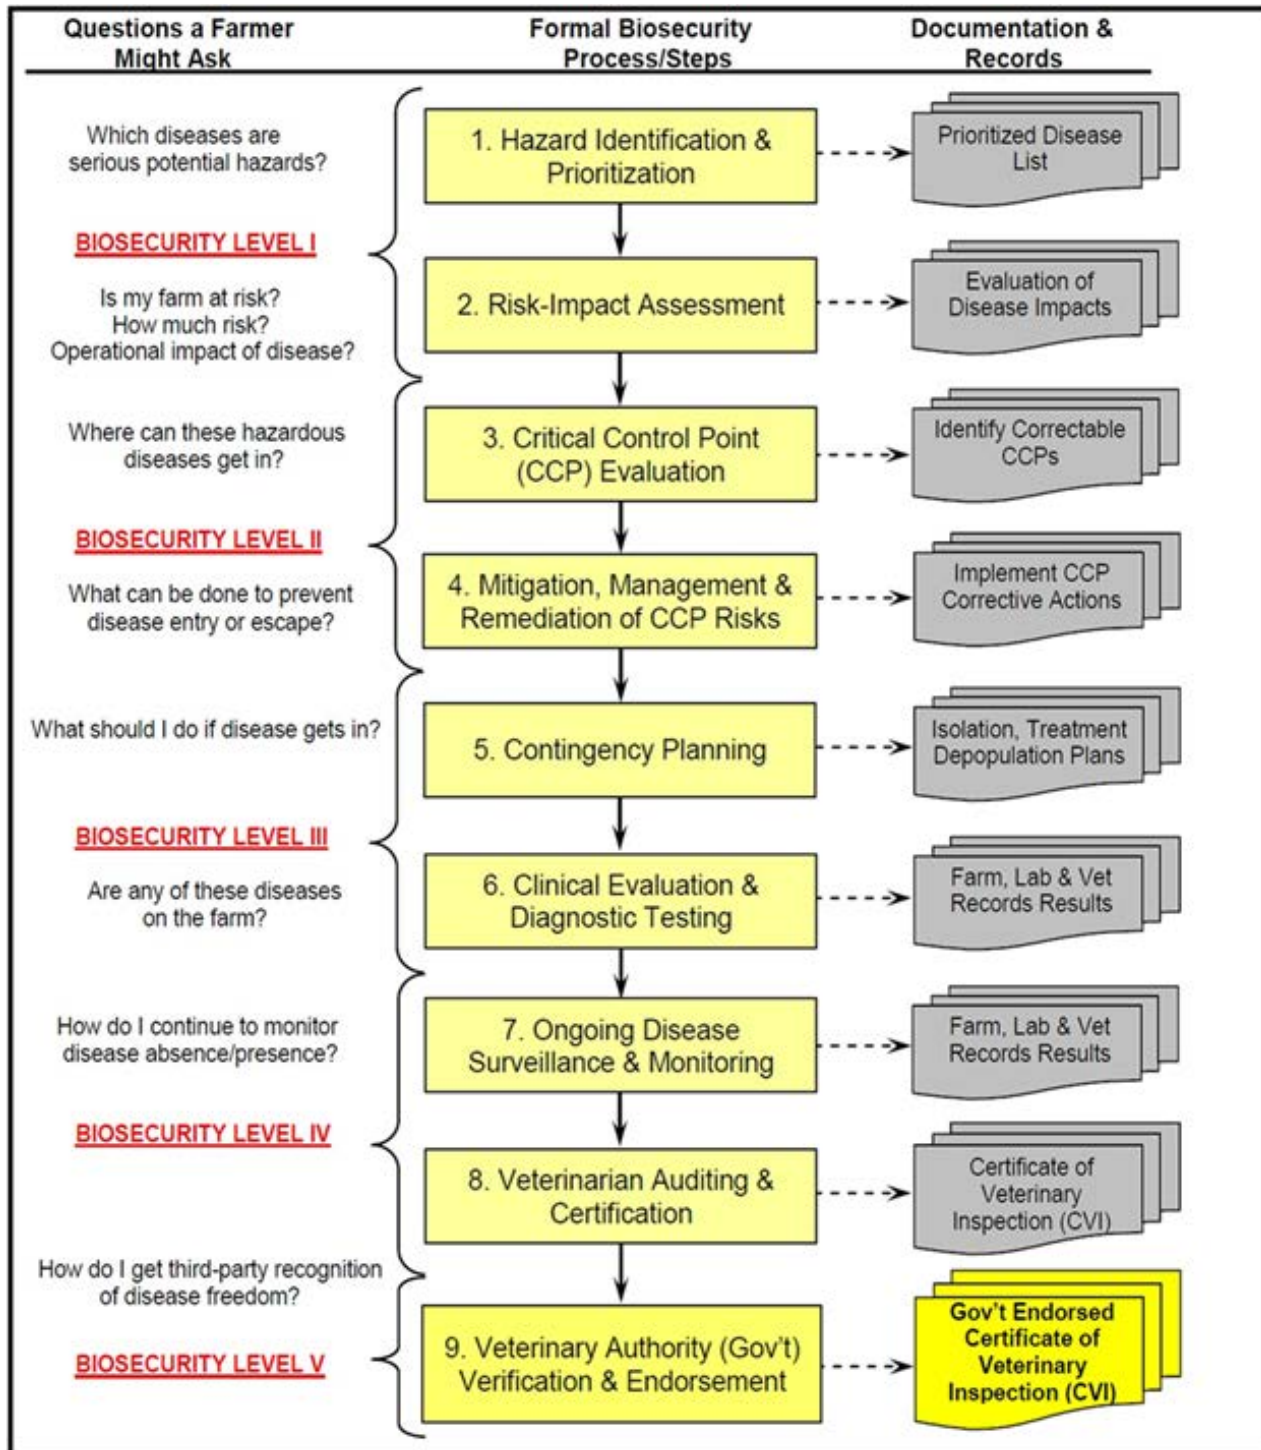 Questions a Farmer
Might Ask
Formal Biosecurity
Process/Steps
Documentation &
Records
Which diseases are
serious potential hazards?
1. Hazard Identification &
Prioritization
Prioritized Disease
List
BIOSECURITY LEVEL I
Is my farm at risk?
How much risk?
Operational impact of disease?
2. Risk-Impact Assessment
Evaluation of
Disease Impacts
Where can these hazardous
diseases get in?
3. Critical Control Point
(CCP) Evaluation
Identify Correctable
CCPs
BIOSECURITY LEVEL II
What can be done to prevent
disease entry or escape?
4. Mitigation, Management &
Remediation of CCP Risks
Implement CCP
Corrective Actions
What should I do if disease gets in?
5. Contingency Planning
Isolation, Treatment
Depopulation Plans
BIOSECURITY LEVEL III
Are any of these diseases
on the farm?
6. Clinical Evaluation &
Diagnostic Testing
Farm, Lab & Vet
Records Results
How do I continue to monitor
disease absence/presence?
7. Ongoing Disease
Surveillance & Monitoring
Farm, Lab & Vet
Records Results
BIOSECURITY LEVEL IV
8. Veterinarian Auditing &
Certification
Certificate of
Veterinary
Inspection (CVI)
How do I get third-party recognition
of disease freedom?
BIOSECURITY LEVEL V
9. Veterinary Authority (Gov't)
Verification & Endorsement
Gov't Endorsed
Certificate of
Veterinary
Inspection (CVI)